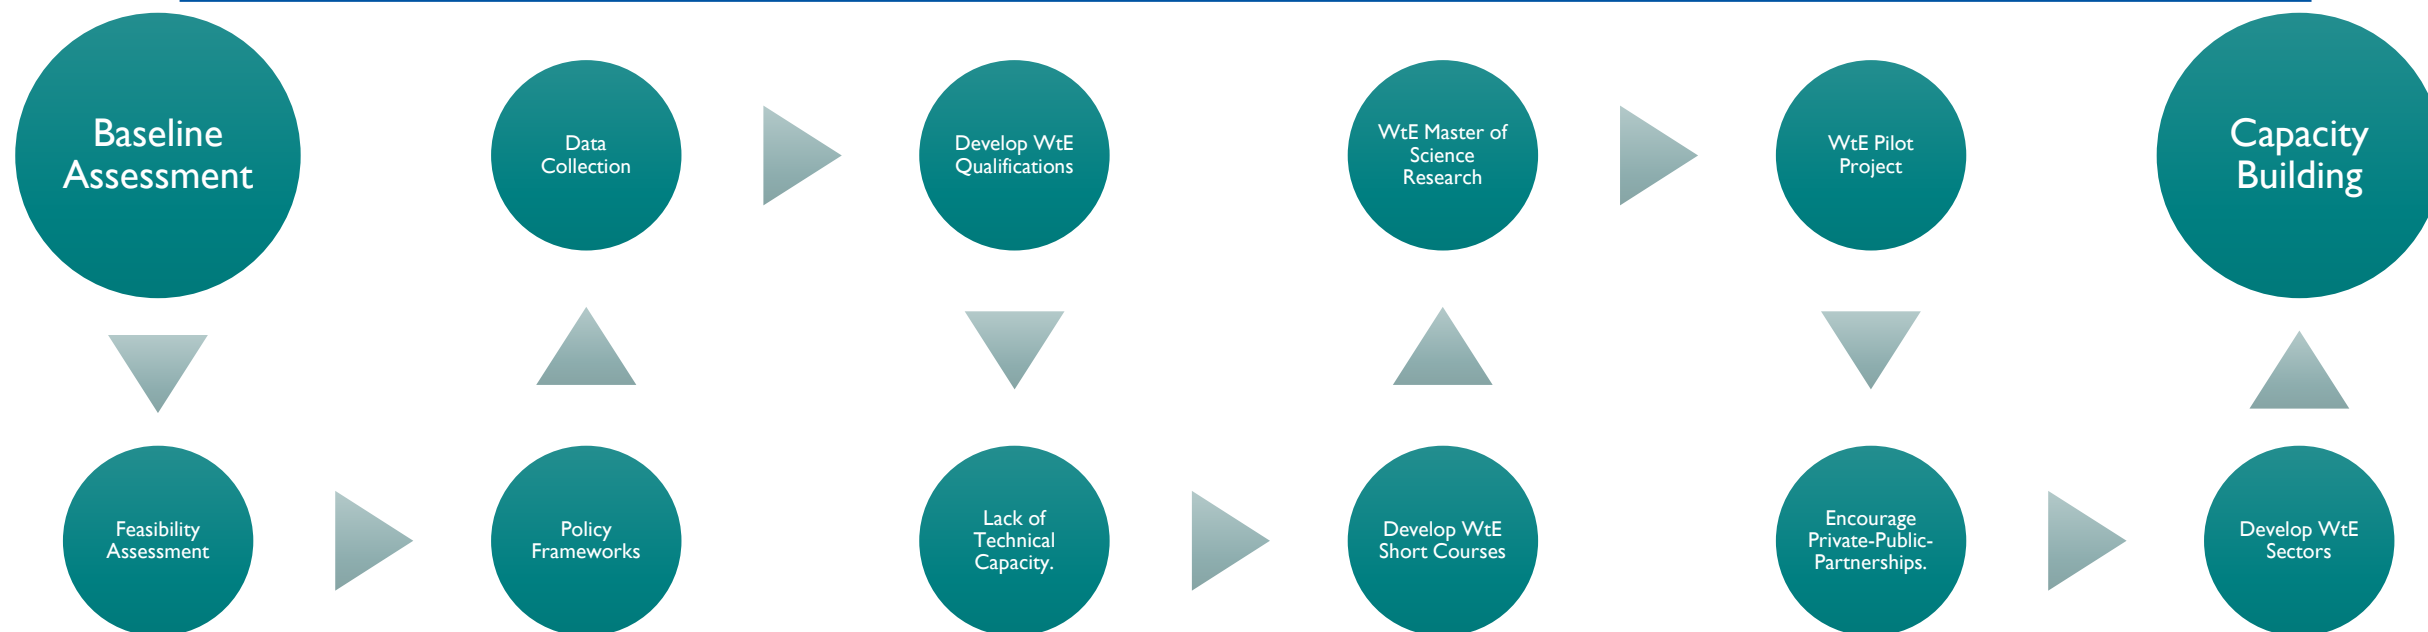 Baseline
Assessment
Feasibility
Assessment
Policy
Frameworks
Data
Collection
Develop WtE
Qualifications
Lack of
Technical
Capacity.
Develop WtE
Short Courses
WtE Master of
Science
Research
WtE Pilot
Project
Encourage
Private-Public-
Partnerships.
Develop WtE
Sectors
Capacity
Building